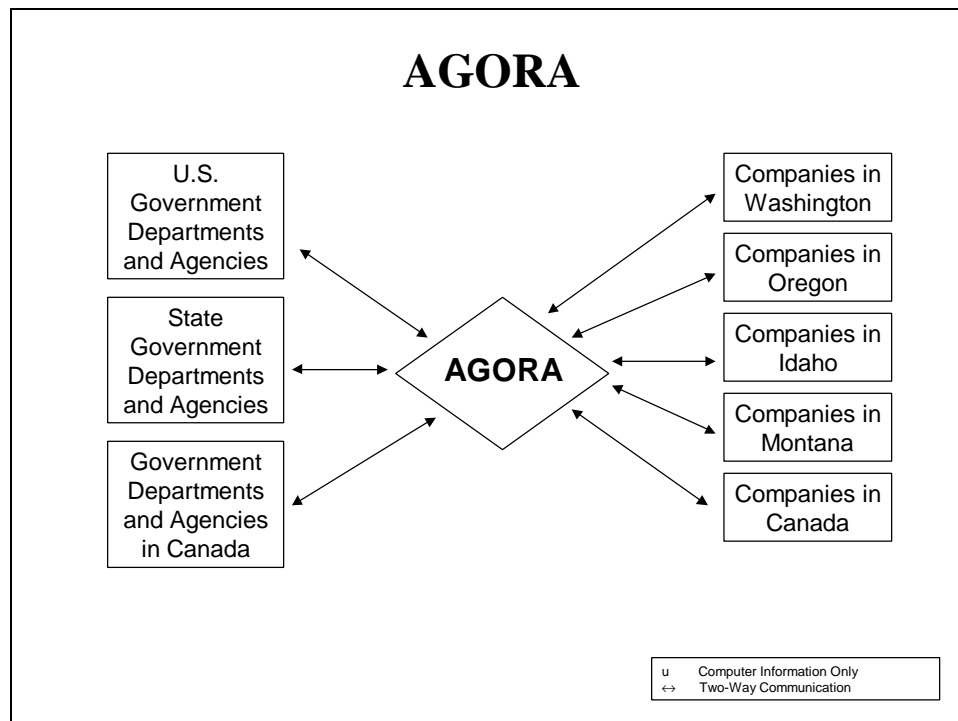 AGORA
U.S.
Government
Departments
and Agencies
State
Government
Departments
and Agencies
Government
Departments
and Agencies
in Canada
AGORA
Companies in
Washington
Companies in
Oregon
Companies in
Idaho
Companies in
Montana
Companies in
Canada
u Computer Information Only
↔ Two-Way Communication